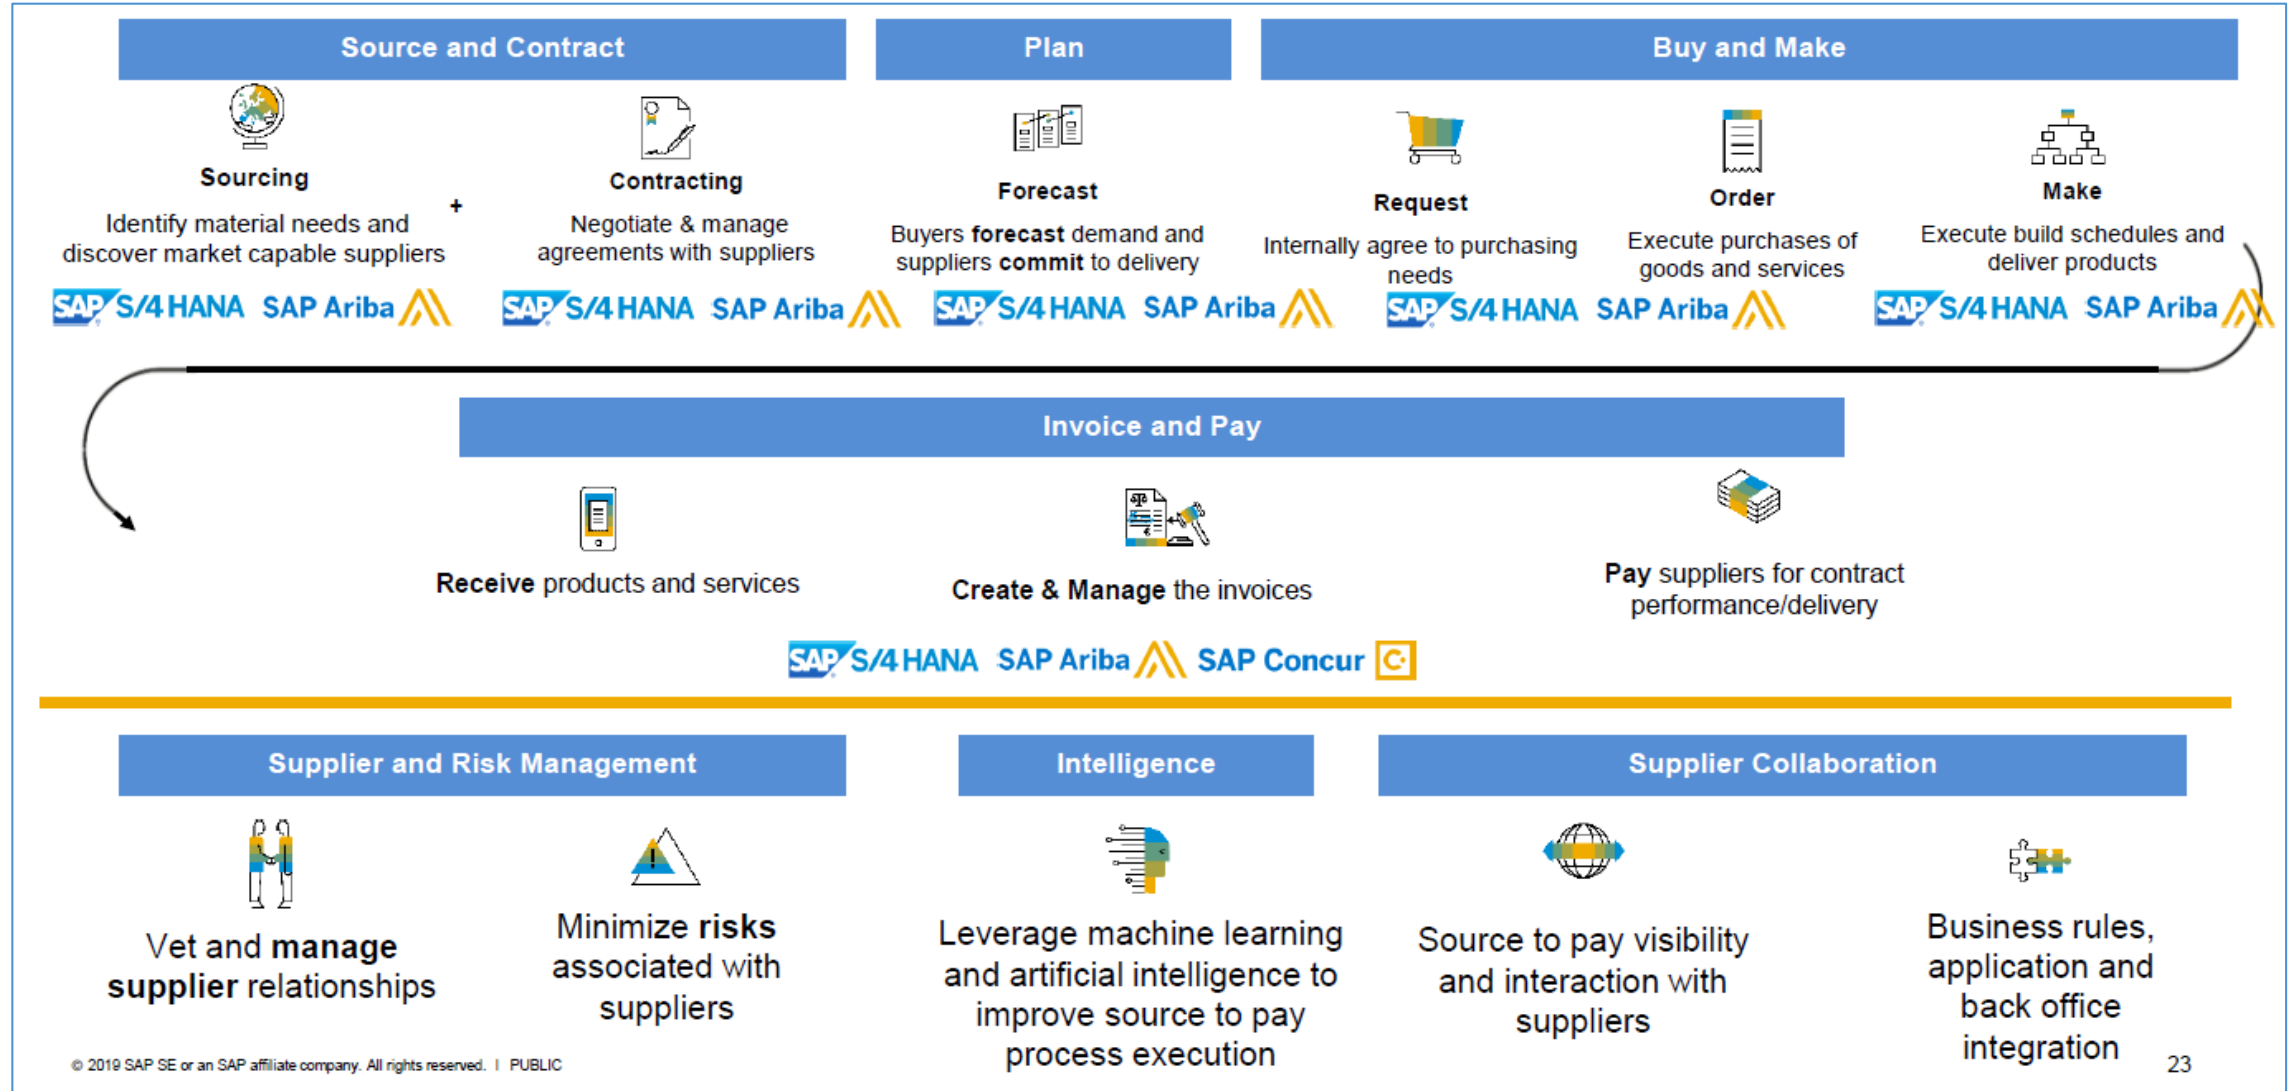 Source and Contract
Plan
Buy and Make
Sourcing
Identify material needs and
discover market capable suppliers
+
Contracting
Negotiate & manage
agreements with suppliers
Forecast
Buyers forecast demand and
suppliers commit to delivery
Request
Internally agree to purchasing
needs
Order
Execute purchases of
goods and services
Make
Execute build schedules and
deliver products
SAP S/4HANA SAP Ariba
SAP S/4HANA SAP Ariba
SAP S/4HANA SAP Ariba
SAP S/4HANA SAP Ariba
SAP S/4HANA SAP Ariba
Invoice and Pay
Receive products and services
Create & Manage the invoices
Pay suppliers for contract
performance/delivery
SAP S/4HANA SAP Ariba SAP Concur C
Supplier and Risk Management
Intelligence
Supplier Collaboration
Vet and manage
supplier relationships
Minimize risks
associated with
suppliers
Leverage machine learning
and artificial intelligence to
improve source to pay
process execution
Source to pay visibility
and interaction with
suppliers
Business rules,
application and
back office
integration
© 2019 SAP SE or an SAP affiliate company. All rights reserved. | PUBLIC
23